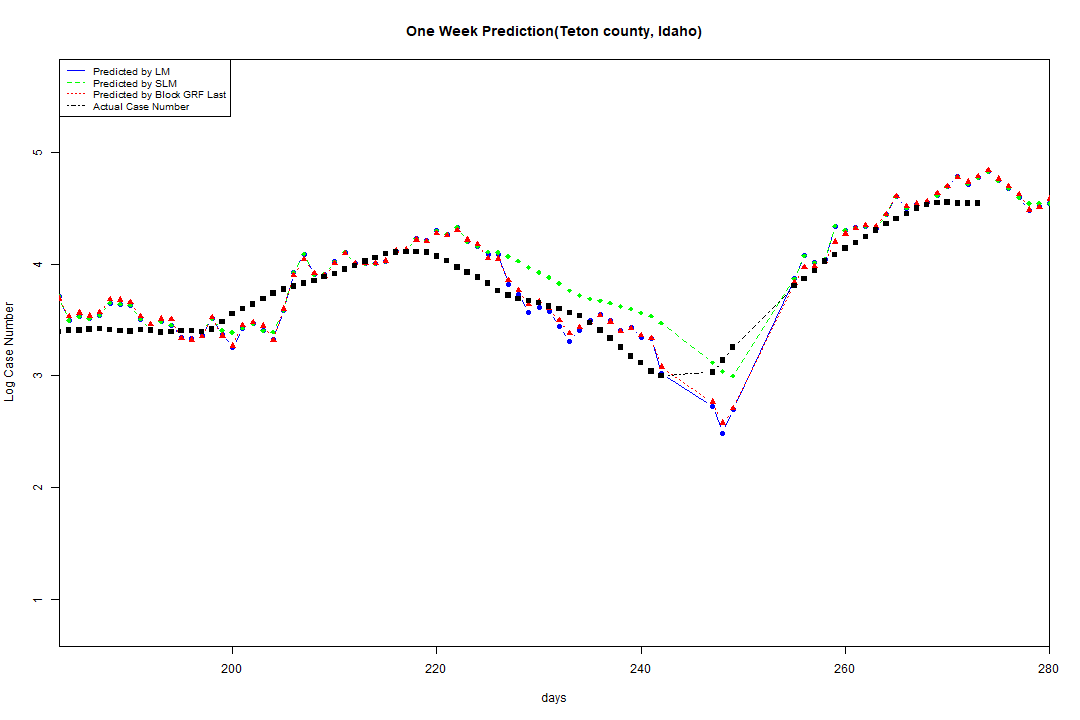 One Week Prediction(Teton county, Idaho)
Predicted by LM
Predicted by SLM
Predicted by Block GRF Last
Actual Case Number
5
4
3
2
1
Log Case Number
200 220 240 260 280
days